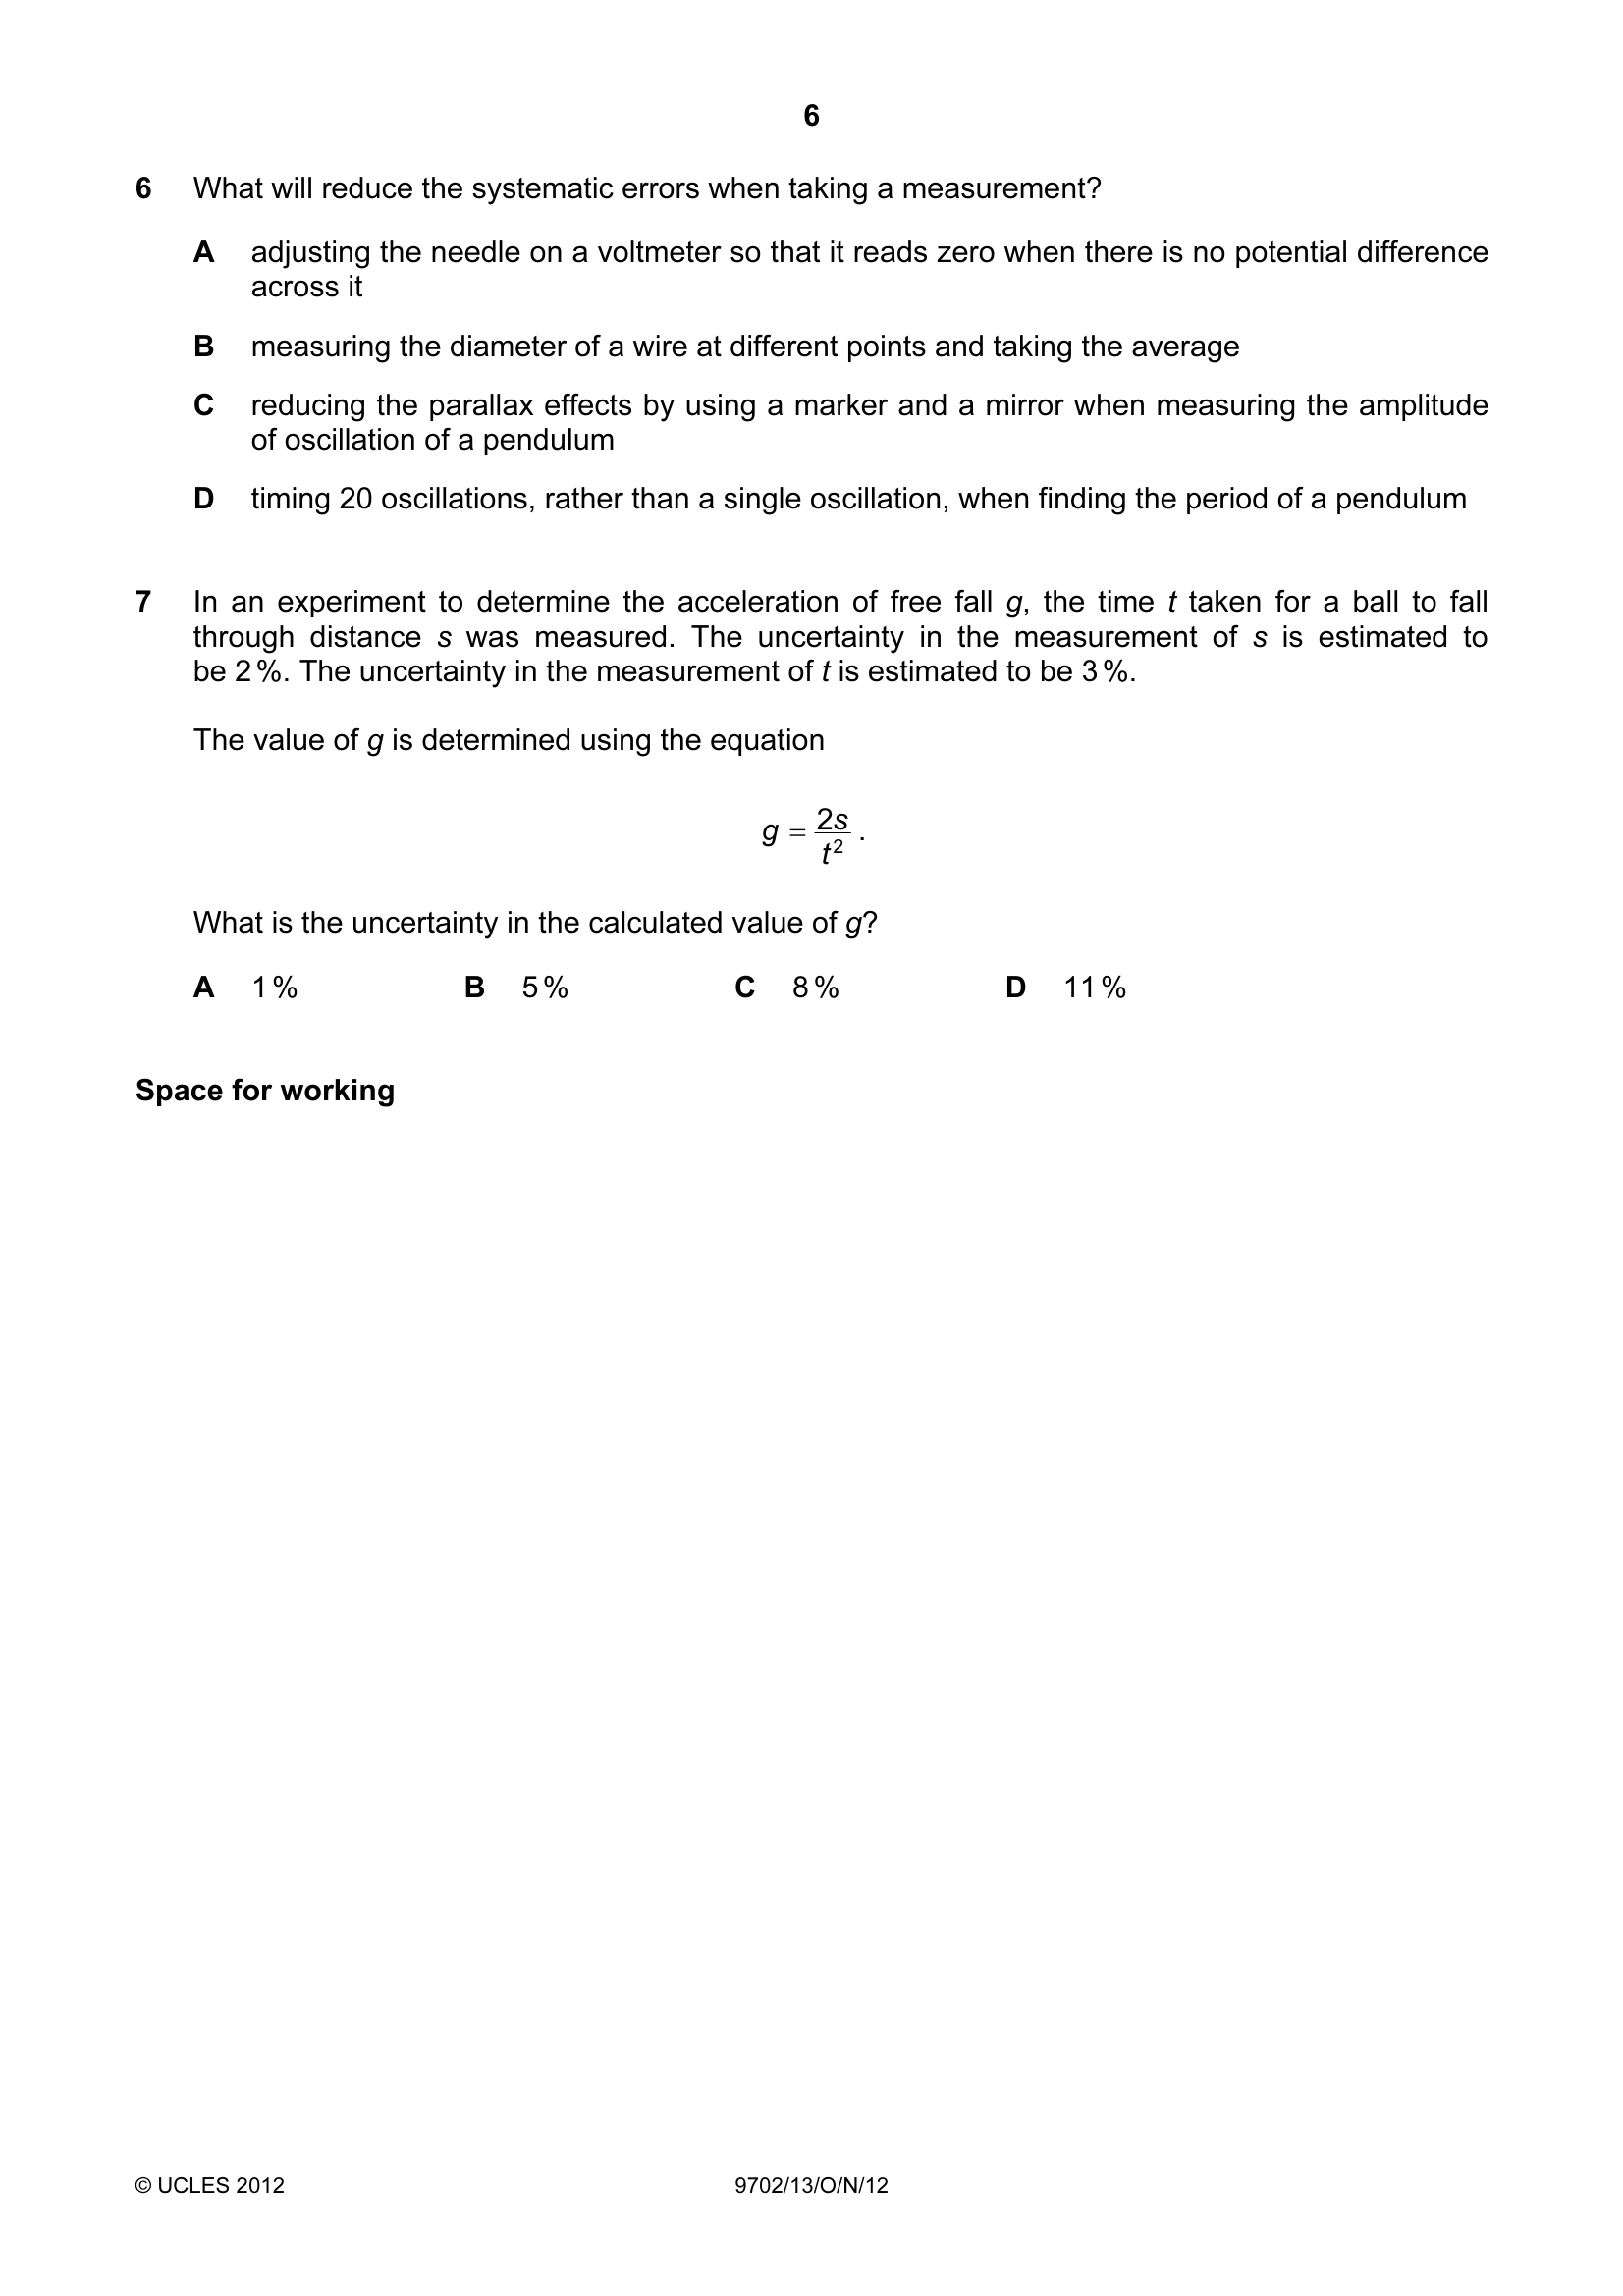 6
6 What will reduce the systematic errors when taking a measurement?
A adjusting the needle on a voltmeter so that it reads zero when there is no potential difference
across it
B measuring the diameter of a wire at different points and taking the average
C reducing the parallax effects by using a marker and a mirror when measuring the amplitude
of oscillation of a pendulum
D timing 20 oscillations, rather than a single oscillation, when finding the period of a pendulum
7 In an experiment to determine the acceleration of free fall g, the time t taken for a ball to fall
through distance s was measured. The uncertainty in the measurement of s is estimated to
be 2 %. The uncertainty in the measurement of t is estimated to be 3 %.
The value of g is determined using the equation
g = 2s / t² .
What is the uncertainty in the calculated value of g?
A 1 % B 5 % C 8 % D 11 %
Space for working
© UCLES 2012 9702/13/O/N/12